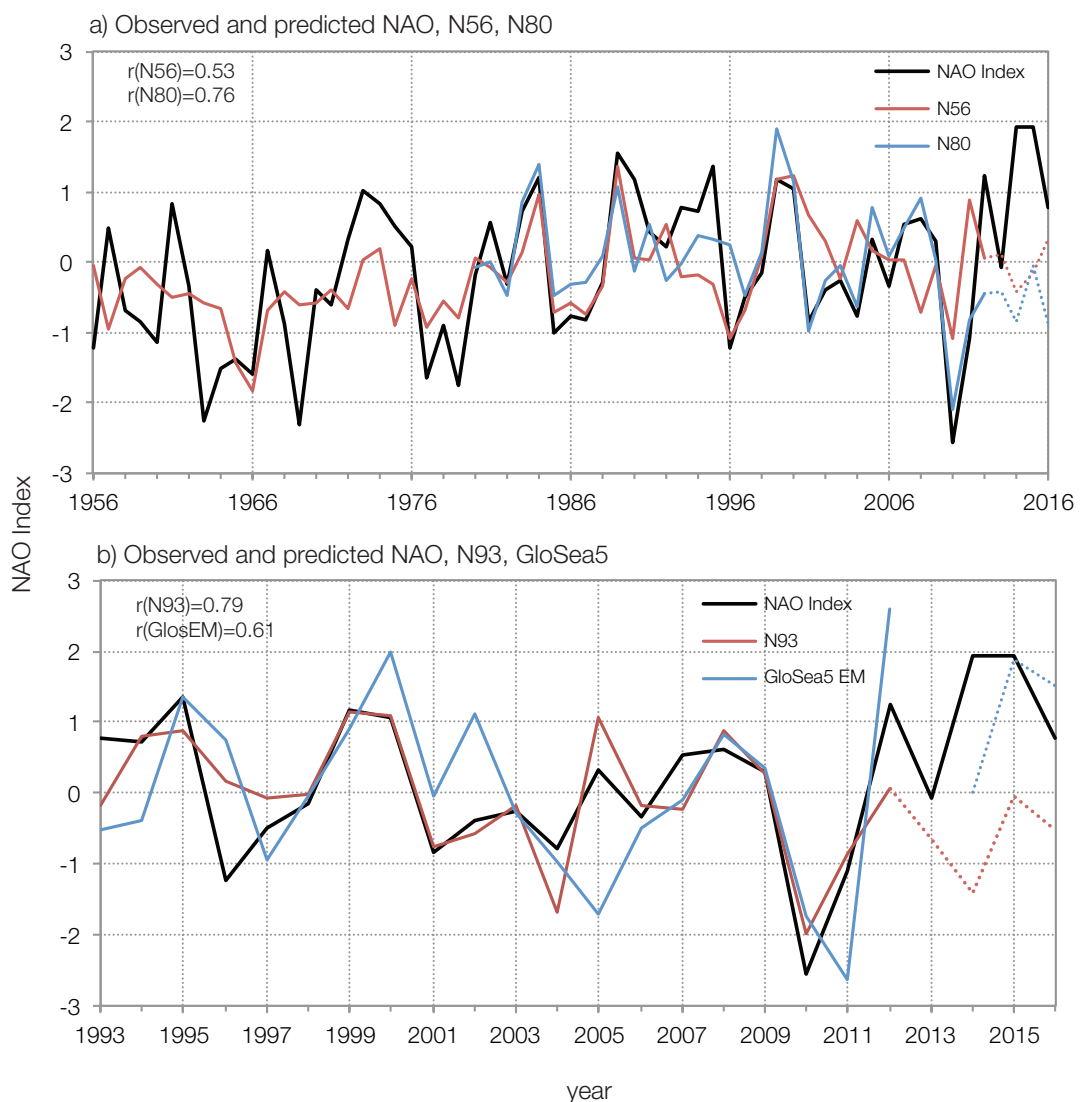 a) Observed and predicted NAO, N56, N80
r(N56)=0.53
r(N80)=0.76
NAO Index
N56
N80
3
2
1
0
-1
-2
-3
1956 1966 1976 1986 1996 2006 2016
NAO Index
b) Observed and predicted NAO, N93, GloSea5
r(N93)=0.79
r(GlosEM)=0.61
NAO Index
N93
GloSea5 EM
3
2
1
0
-1
-2
-3
1993 1995 1997 1999 2001 2003 2005 2007 2009 2011 2013 2015
year